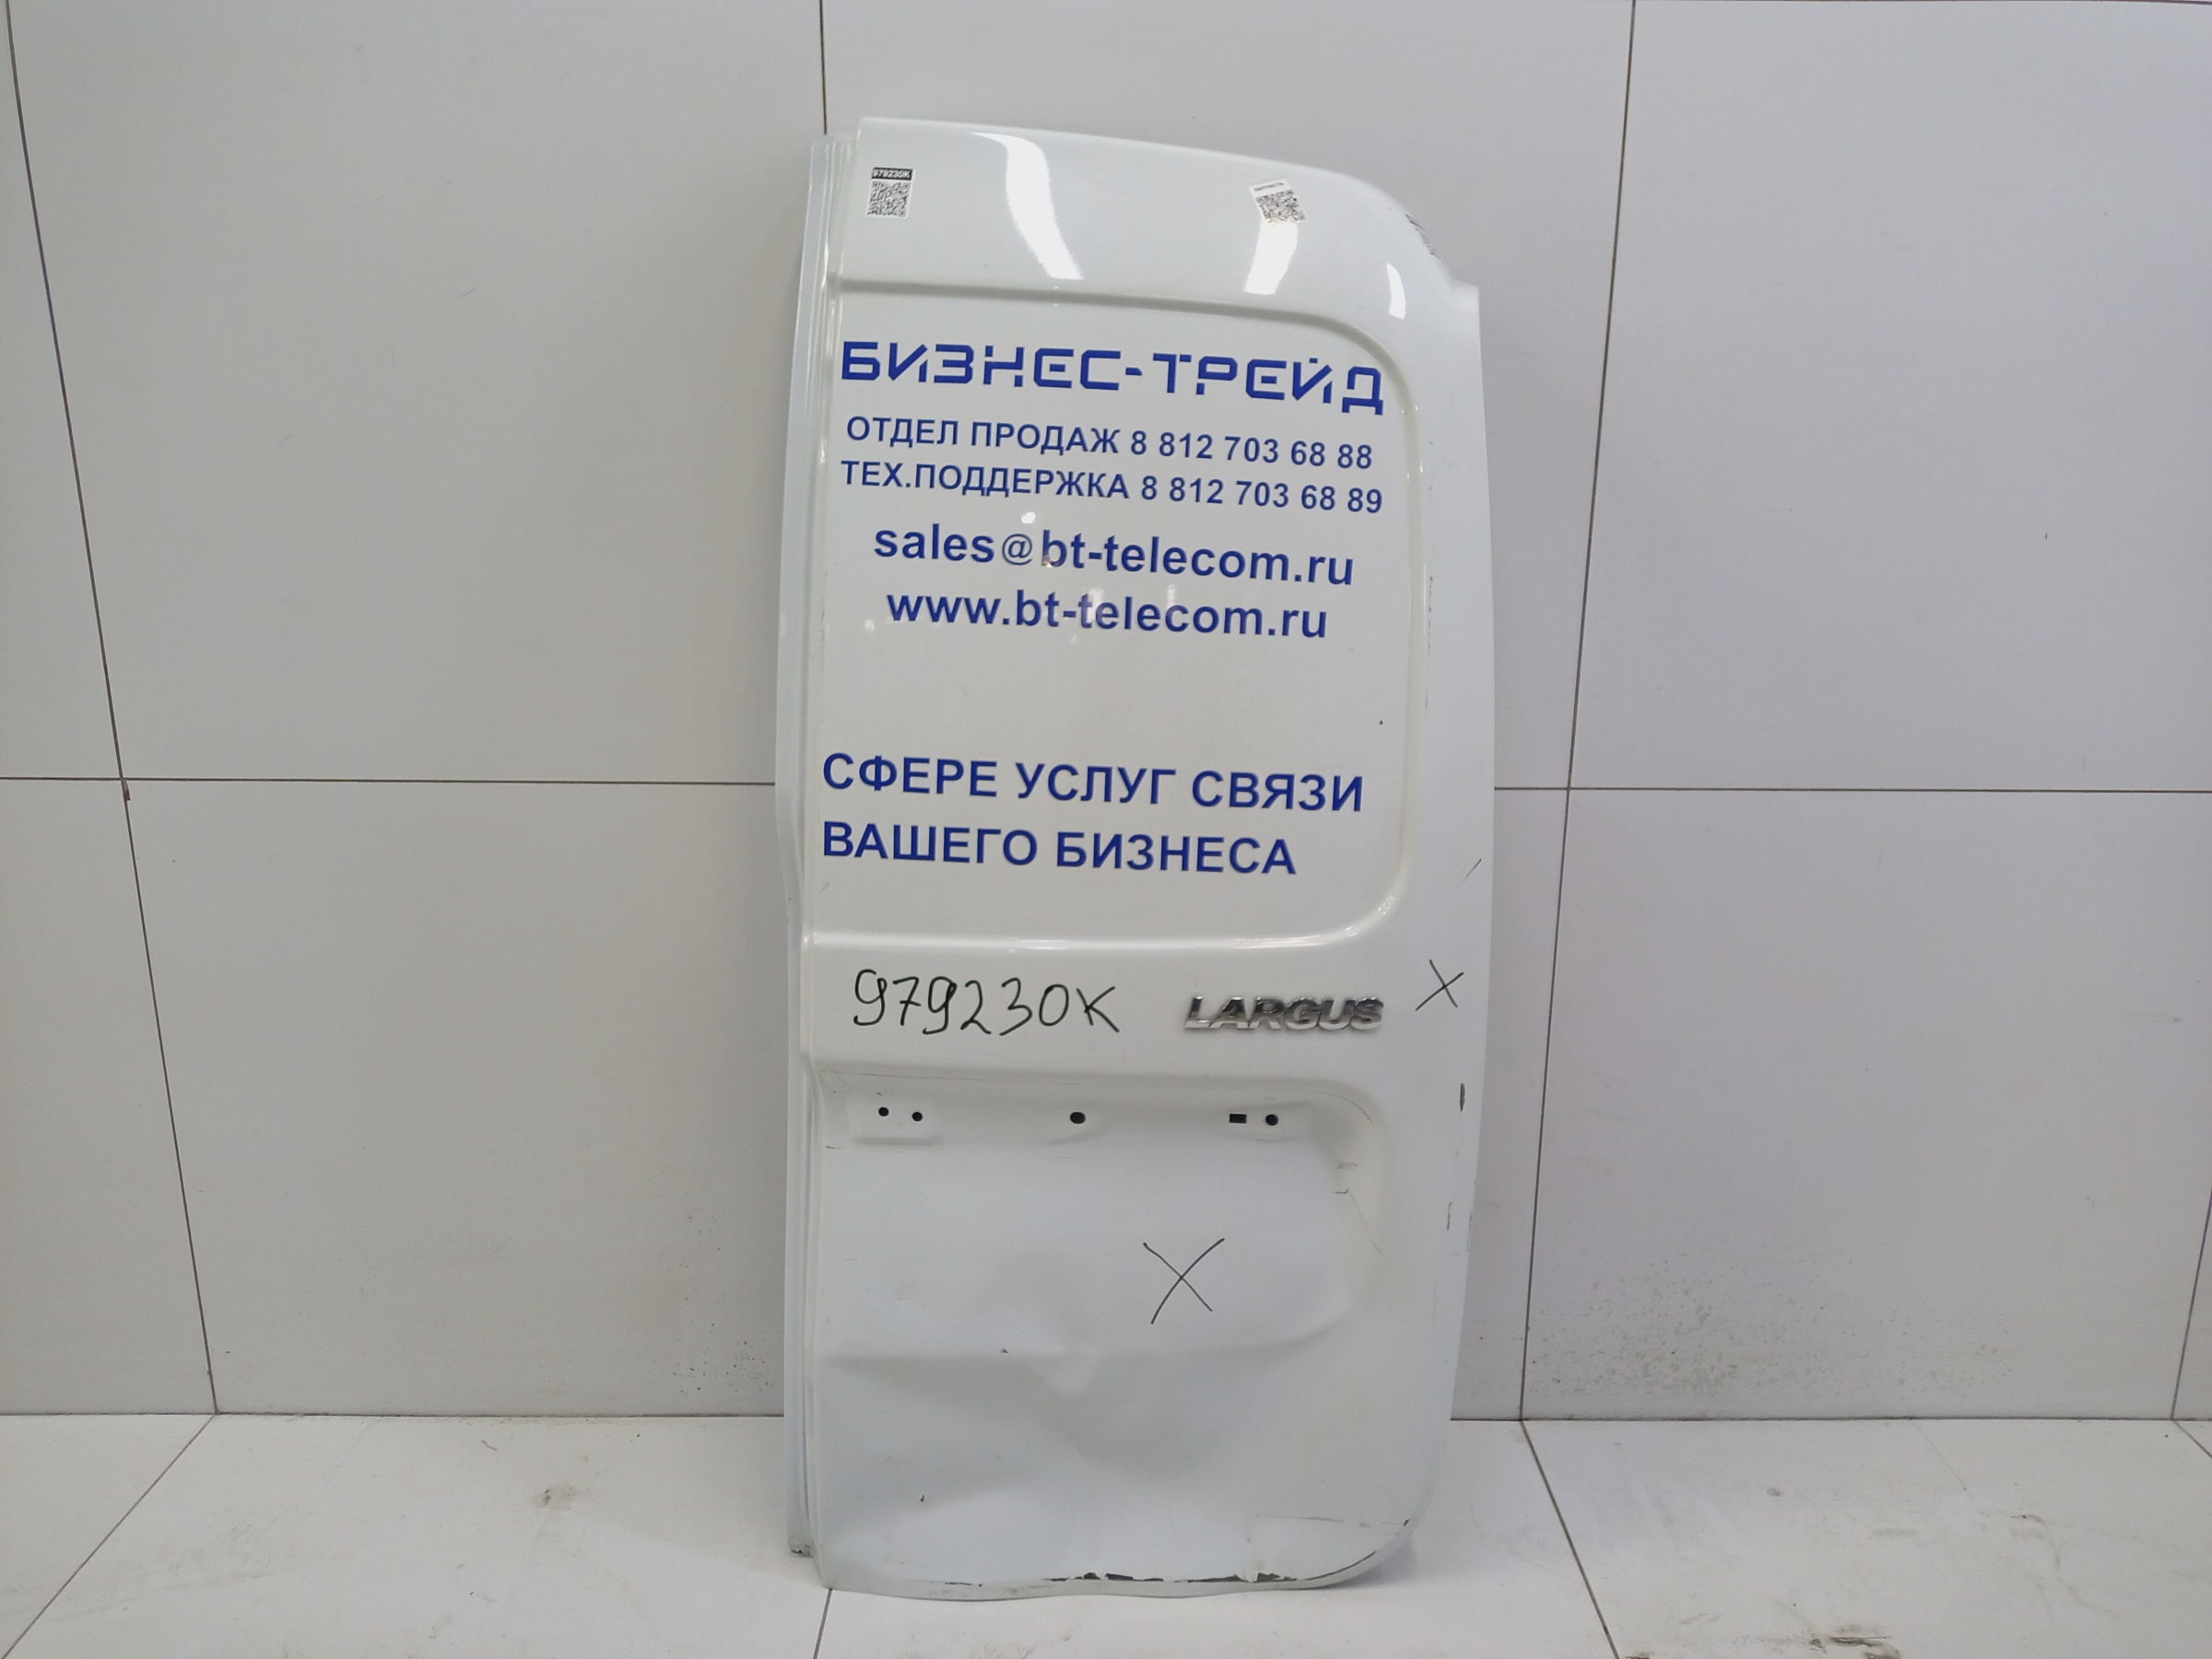 979230K
БИЗНЕС-ТРЕЙД
ОТДЕЛ ПРОДАЖ 8 812 703 68 88
ТЕХ.ПОДДЕРЖКА 8 812 703 68 89
sales@bt-telecom.ru
www.bt-telecom.ru
СФЕРЕ УСЛУГ СВЯЗИ
ВАШЕГО БИЗНЕСА
979230K
LARGUS
X
X